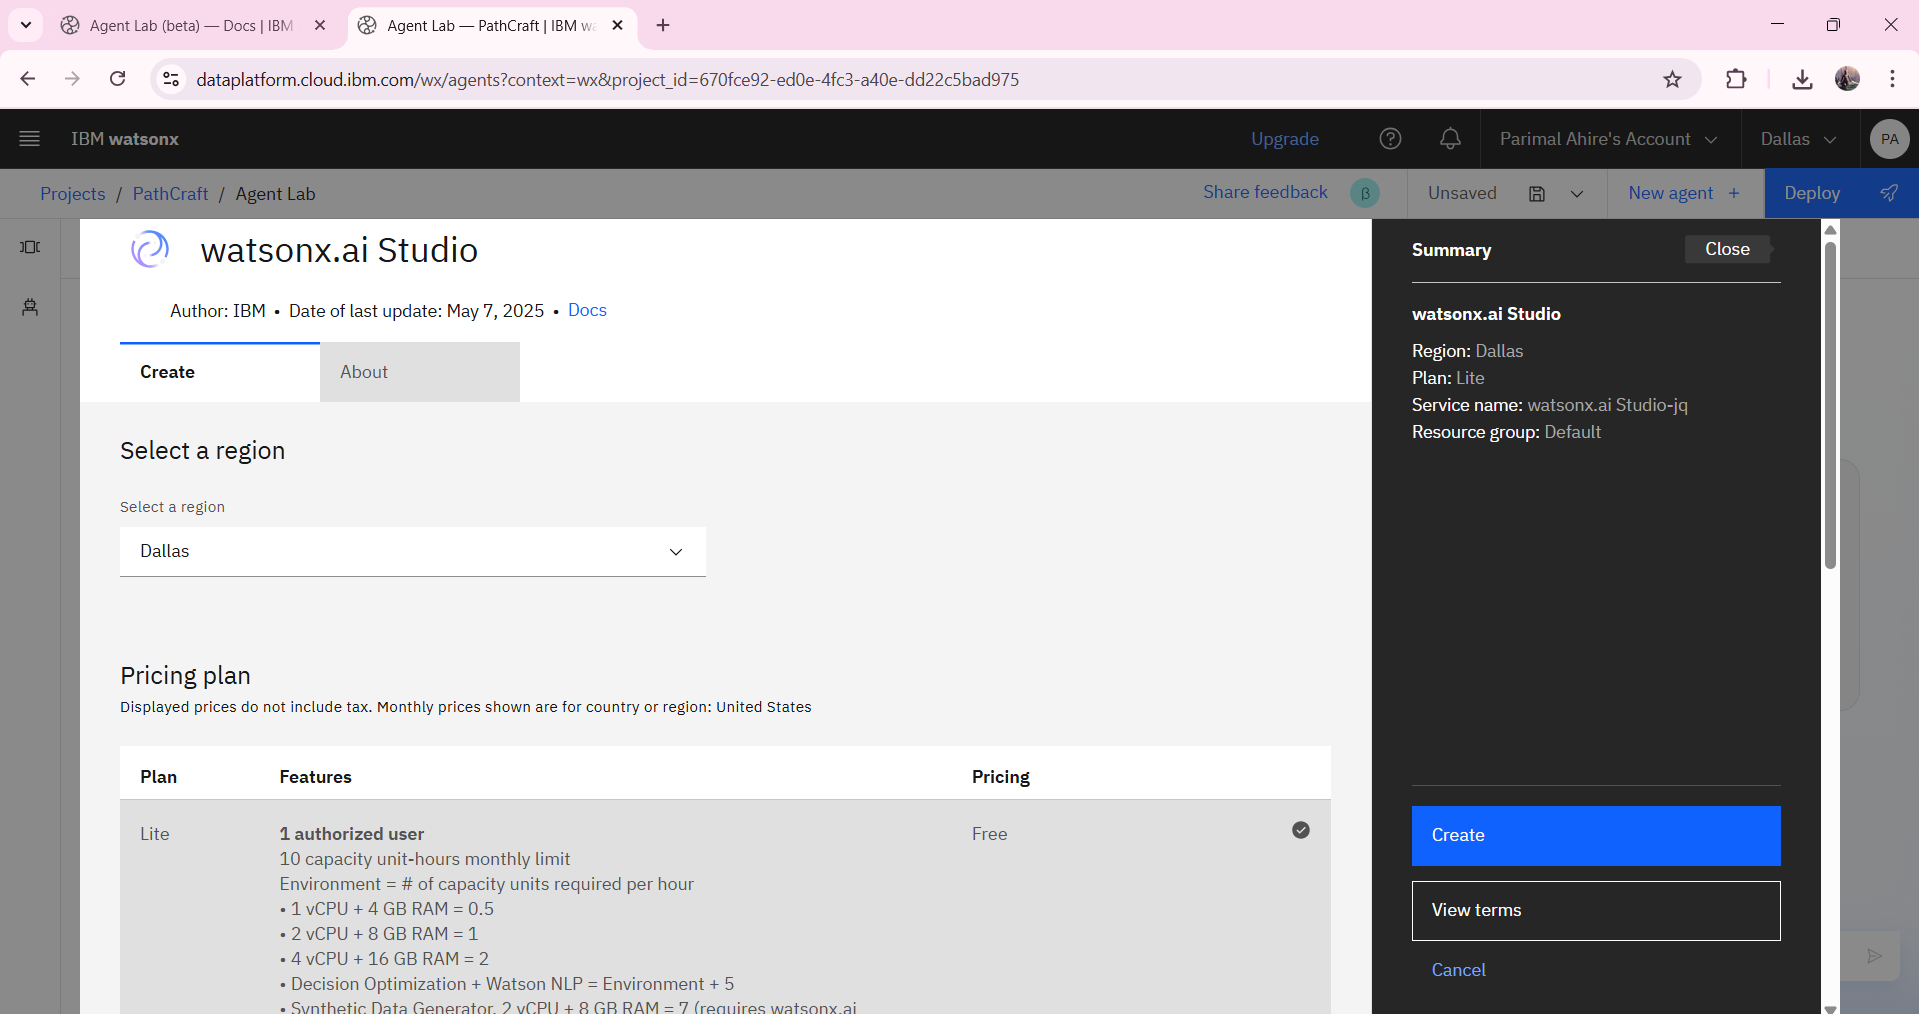 Agent Lab (beta) — Docs | IBM
Agent Lab — PathCraft | IBM wa
dataplatform.cloud.ibm.com/wx/agents?context=wx&project_id=670fce92-ed0e-4fc3-a40e-dd22c5bad975
IBM watsonx
Upgrade
Parimal Ahire's Account
Dallas
PA
Projects / PathCraft / Agent Lab
Share feedback
β
Unsaved
New agent +
Deploy
watsonx.ai Studio
Author: IBM • Date of last update: May 7, 2025 • Docs
Create
About
Select a region
Select a region
Dallas
Pricing plan
Displayed prices do not include tax. Monthly prices shown are for country or region: United States
Plan Features Pricing
Lite 1 authorized user Free
10 capacity unit-hours monthly limit
Environment = # of capacity units required per hour
• 1 vCPU + 4 GB RAM = 0.5
• 2 vCPU + 8 GB RAM = 1
• 4 vCPU + 16 GB RAM = 2
• Decision Optimization + Watson NLP = Environment + 5
• Synthetic Data Generator, 2 vCPU + 8 GB RAM = 7 (requires watsonx.ai
Summary
Close
watsonx.ai Studio
Region: Dallas
Plan: Lite
Service name: watsonx.ai Studio-jq
Resource group: Default
Create
View terms
Cancel